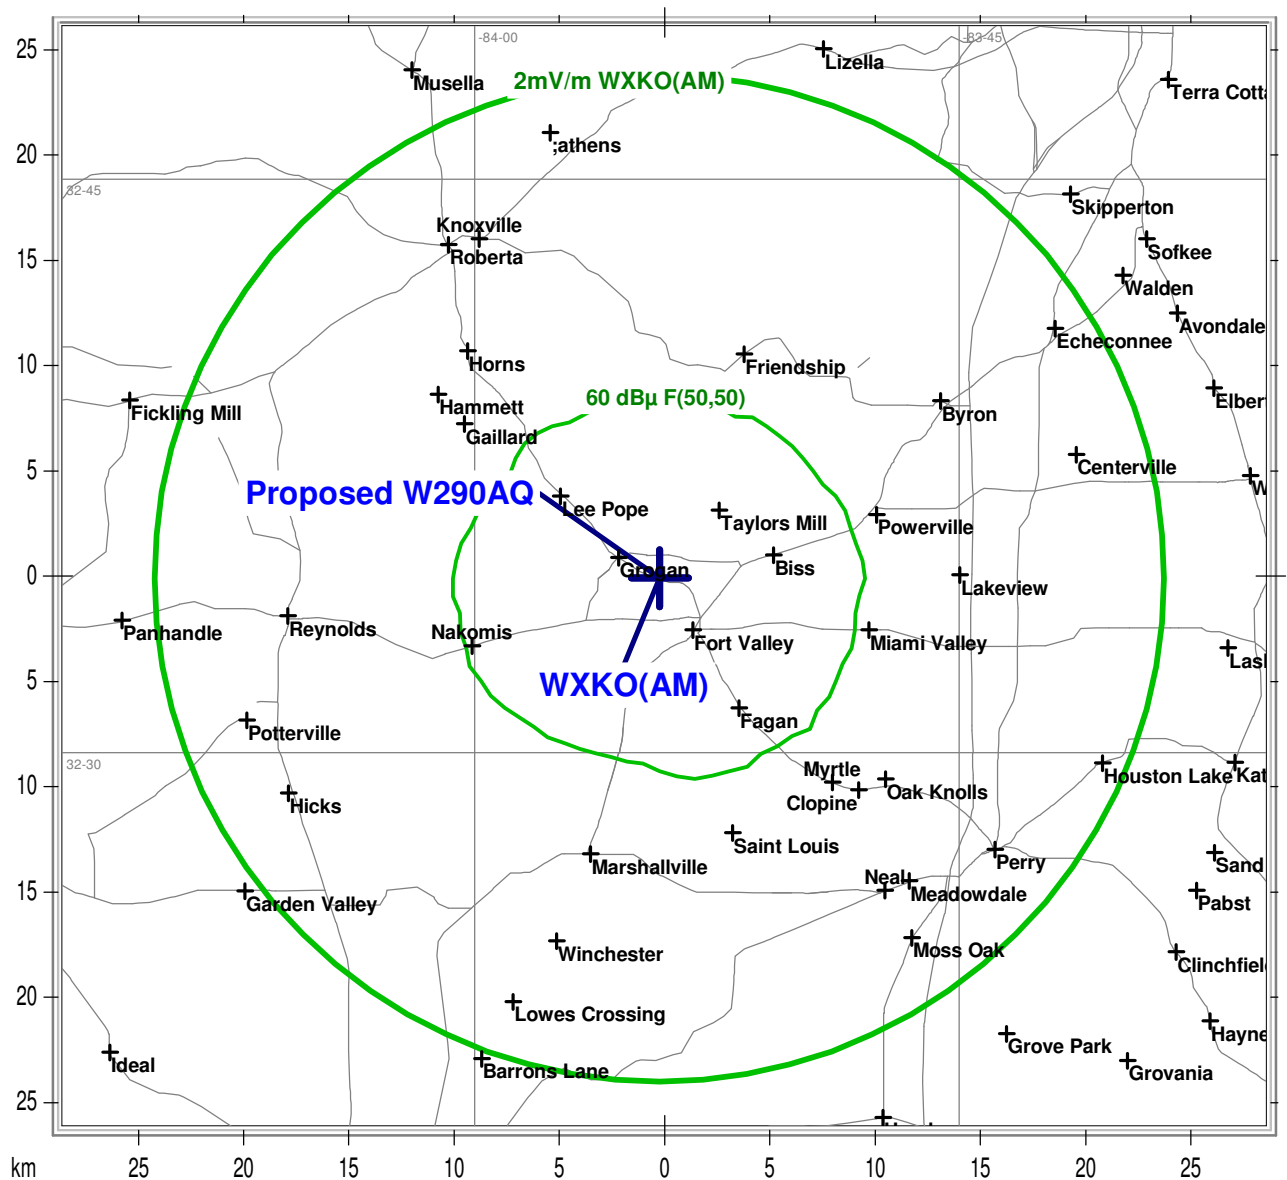 25
-84-00
-83-45
Lizella
Musella
2mV/m WXKO(AM)
Terra Cotta
;athens
20
32-45
Skipperton
Knoxville
Roberta
15
Sofkee
Walden
Avondale
Echeconnee
10
Horns
Friendship
Hammett
60 dBµ F(50,50)
Elber
Fickling Mill
Byron
Gaillard
5
Centerville
Proposed W290AQ
W
Lee Pope
Taylors Mill
Powerville
0
Grogan
Biss
Lakeview
Panhandle
Reynolds
Nakomis
Fort Valley
Miami Valley
Las
5
WXKO(AM)
Fagan
Potterville
32-30
Myrtle
Houston Lake
Kat
10
Hicks
Clopine
Oak Knolls
Saint Louis
Marshallville
Perry
Sand
15
Neal
Meadowdale
Garden Valley
Pabst
Winchester
Moss Oak
Clinchfiel
20
Lowes Crossing
Hayne
Grove Park
Ideal
Barrons Lane
Grovania
25
km
25
20
15
10
5
0
5
10
15
20
25